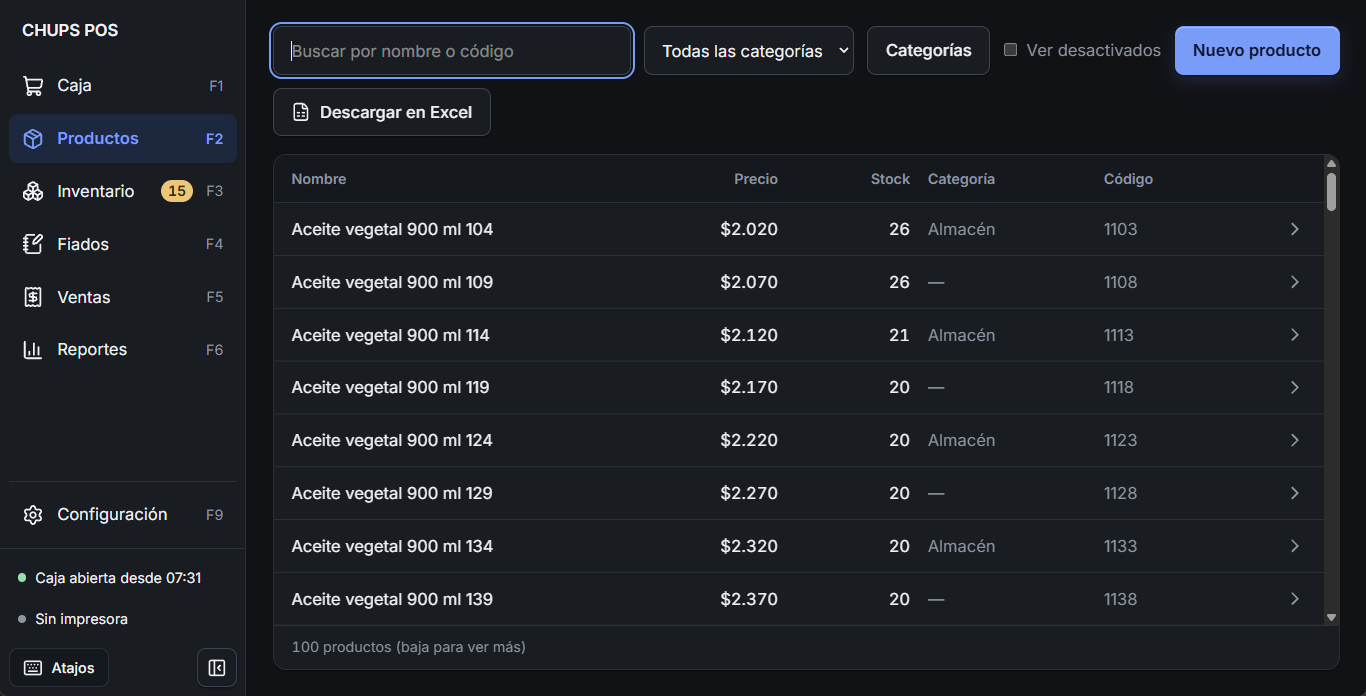 CHUPS POS
Caja F1
Productos F2
Inventario 15 F3
Fiados F4
Ventas F5
Reportes F6
Configuración F9
Caja abierta desde 07:31
Sin impresora
Atajos
Buscar por nombre o código
Todas las categorías
Categorías
Ver desactivados
Nuevo producto
Descargar en Excel
Nombre Precio Stock Categoría Código
Aceite vegetal 900 ml 104 $2.020 26 Almacén 1103
Aceite vegetal 900 ml 109 $2.070 26 — 1108
Aceite vegetal 900 ml 114 $2.120 21 Almacén 1113
Aceite vegetal 900 ml 119 $2.170 20 — 1118
Aceite vegetal 900 ml 124 $2.220 20 Almacén 1123
Aceite vegetal 900 ml 129 $2.270 20 — 1128
Aceite vegetal 900 ml 134 $2.320 20 Almacén 1133
Aceite vegetal 900 ml 139 $2.370 20 — 1138
100 productos (baja para ver más)